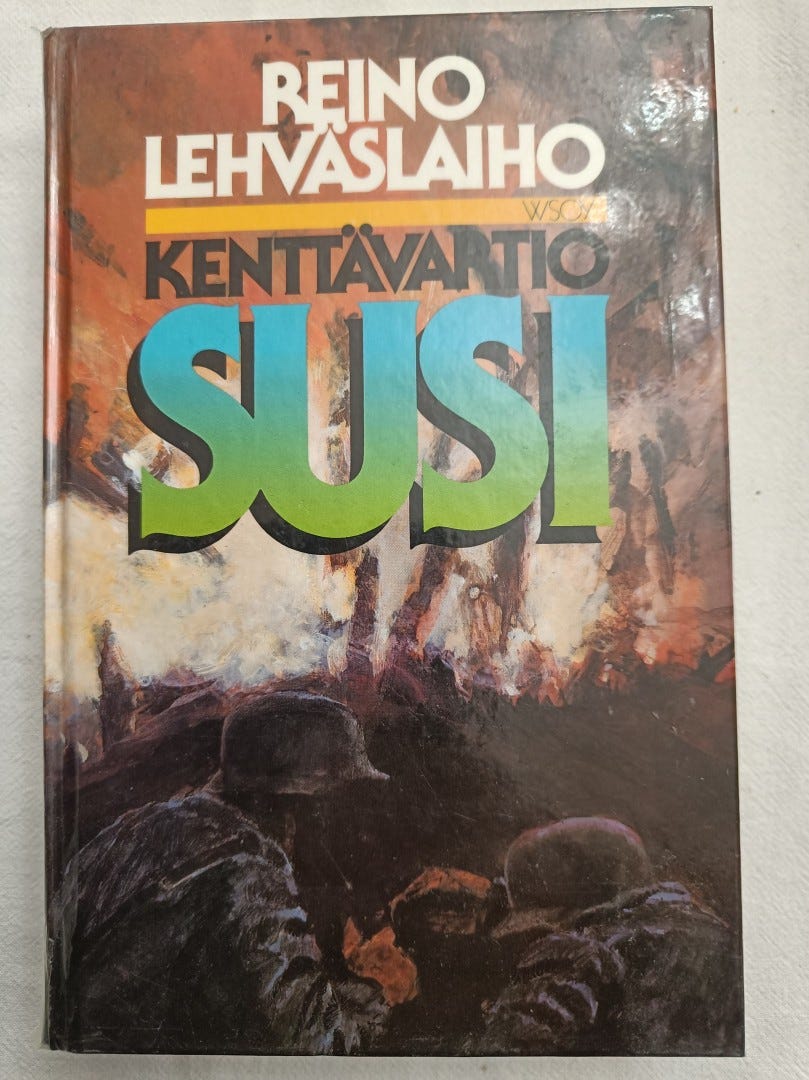 REINO
LEHVÄSLAIHO
WSOY
KENTTÄVARTIO
SUSI